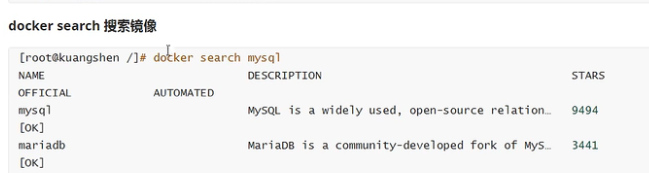 docker search 搜索镜像
[root@kuangshen /]# docker search mysql
NAME DESCRIPTION STARS
OFFICIAL AUTOMATED
mysql MySQL is a widely used, open-source relation… 9494
[OK]
mariadb MariaDB is a community-developed fork of MyS… 3441
[OK]